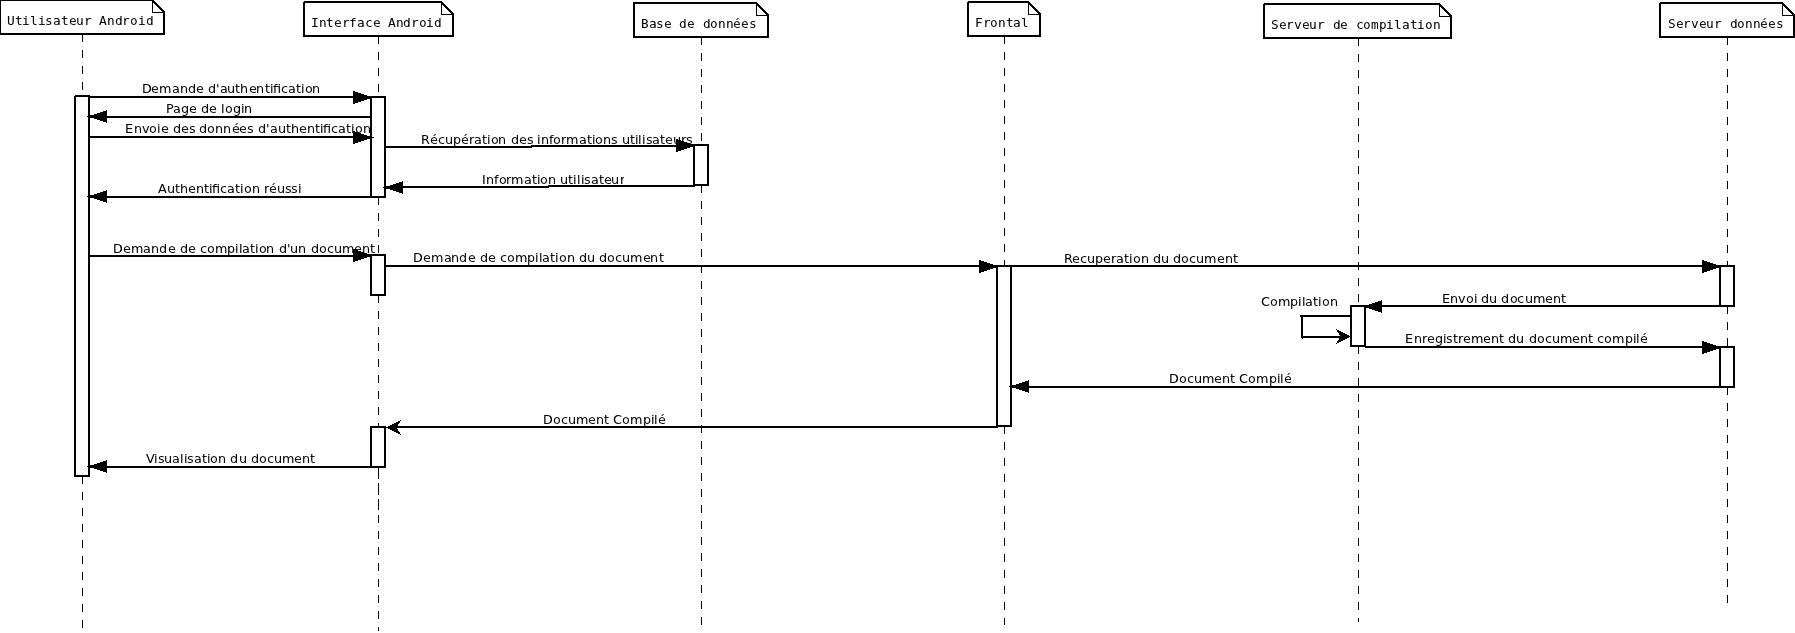 Utilisateur Android
Interface Android
Base de données
Frontal
Serveur de compilation
Serveur données
Demande d'authentification
Page de login
Envoie des données d'authentification
Récupération des informations utilisateurs
Information utilisateur
Authentification réussi
Demande de compilation d'un document
Demande de compilation du document
Recuperation du document
Envoi du document
Compilation
Enregistrement du document compilé
Document Compilé
Document Compilé
Visualisation du document